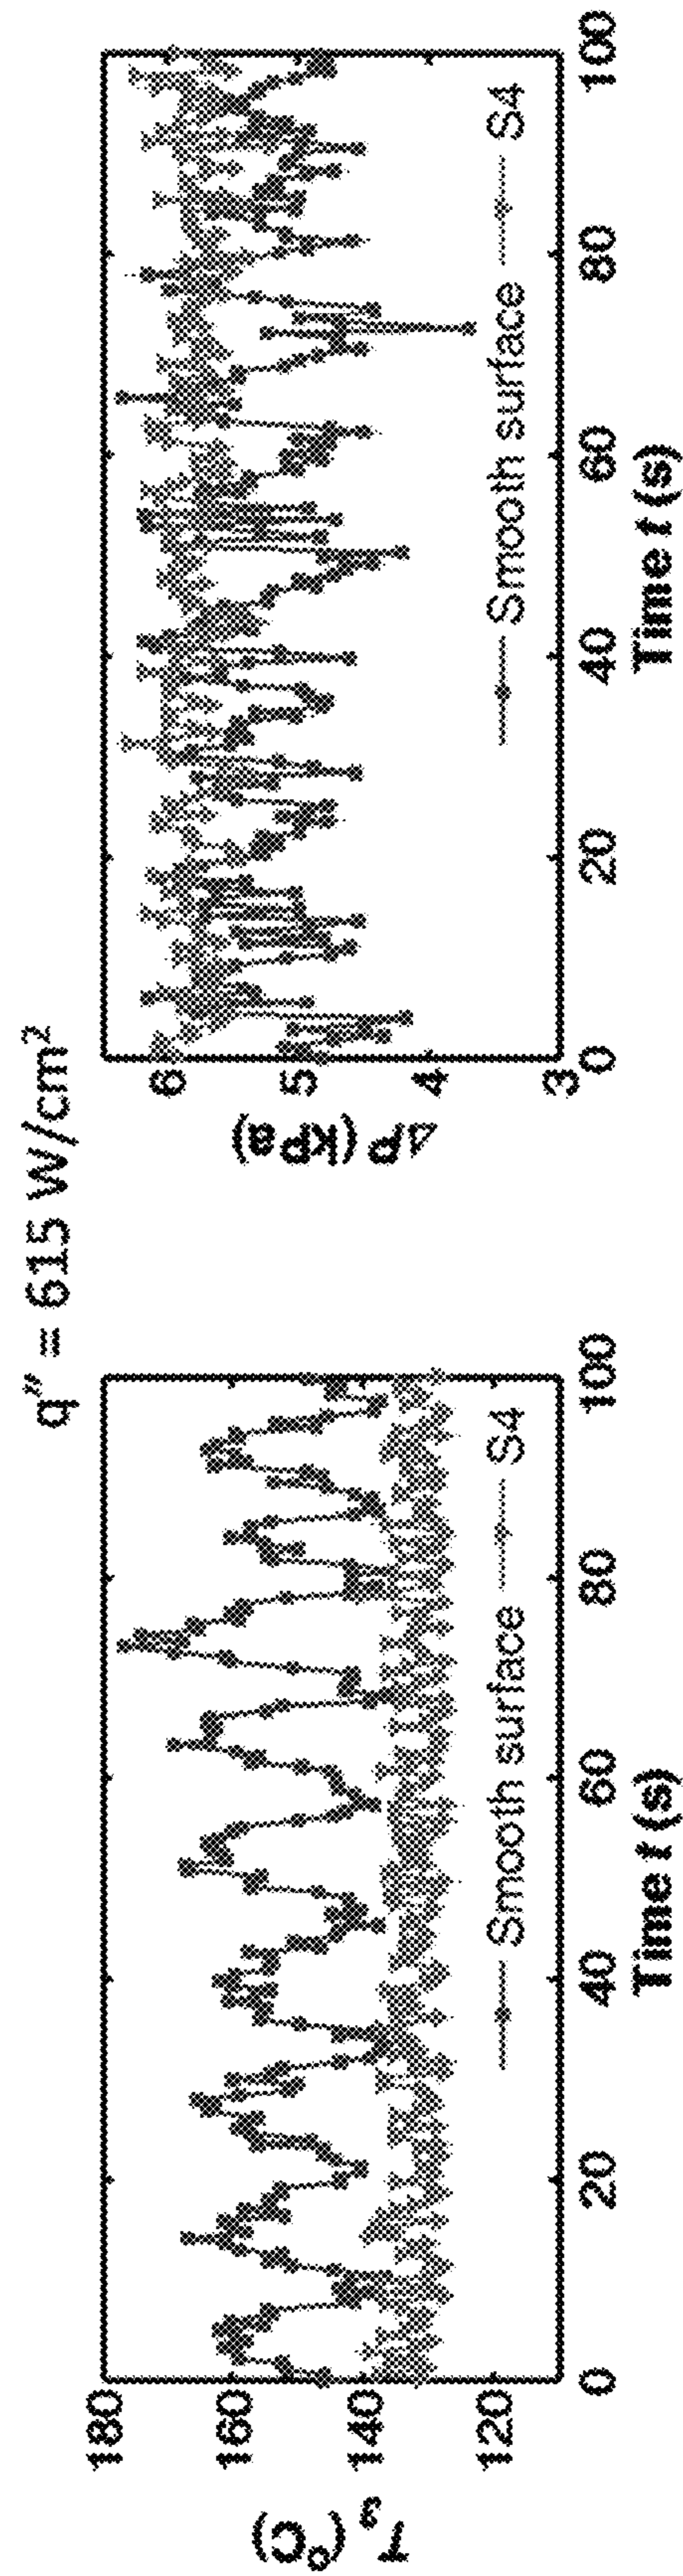 q″ = 615 W/cm²
T₃ (°C)
180
160
140
120
0
20
40
60
80
100
Time t (s)
Smooth surface
S4
ΔP (kPa)
6
5
4
3
0
20
40
60
80
100
Time t (s)
Smooth surface
S4